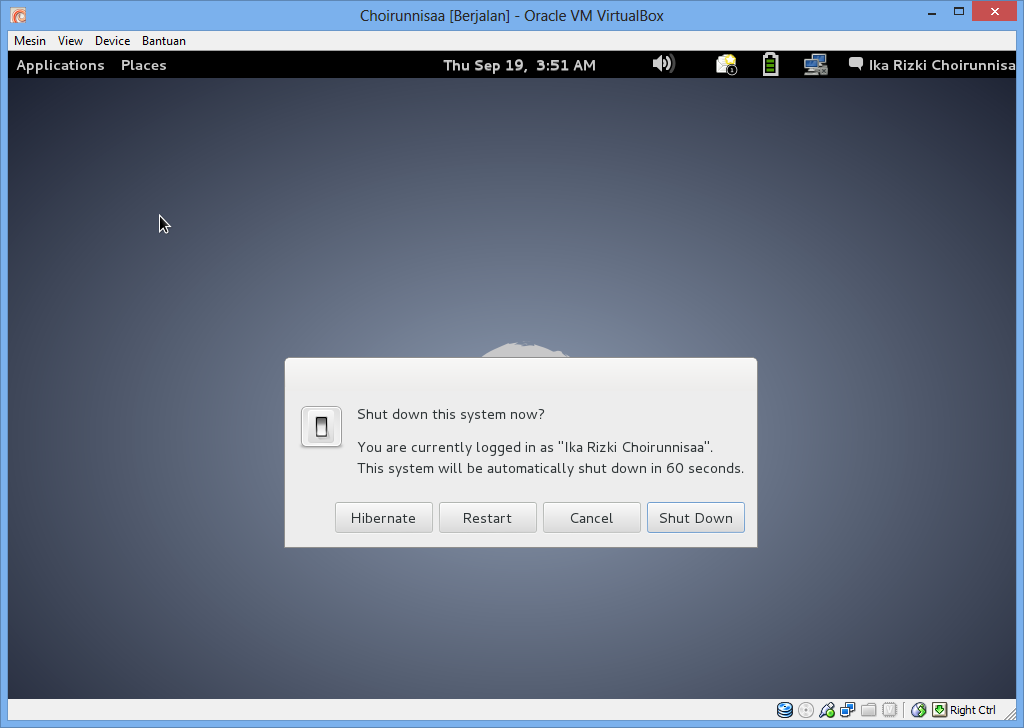 Choirunnisaa [Berjalan] - Oracle VM VirtualBox
Mesin View Device Bantuan
Applications Places Thu Sep 19, 3:51 AM 1 Ika Rizki Choirunnisa
Shut down this system now?
You are currently logged in as "Ika Rizki Choirunnisaa".
This system will be automatically shut down in 60 seconds.
Hibernate Restart Cancel Shut Down
Right Ctrl